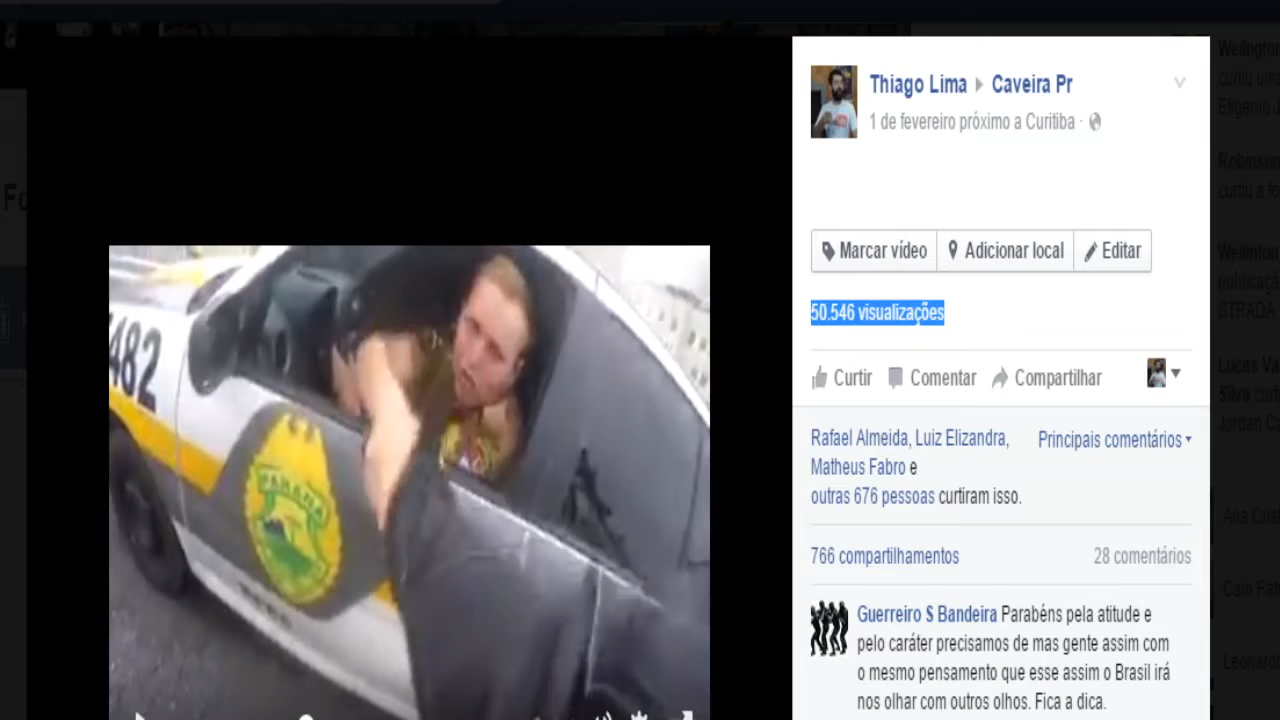 Thiago Lima ▸ Caveira Pr
1 de fevereiro próximo a Curitiba ·
Marcar vídeo Adicionar local Editar
50.546 visualizações
Curtir Comentar Compartilhar
Rafael Almeida, Luiz Elizandra, Principais comentários
Matheus Fabro e
outras 676 pessoas curtiram isso.
766 compartilhamentos 28 comentários
Guerreiro S Bandeira Parabéns pela atitude e
pelo caráter precisamos de mas gente assim com
o mesmo pensamento que esse assim o Brasil irá
nos olhar com outros olhos. Fica a dica.
482
PARANÁ
Fo